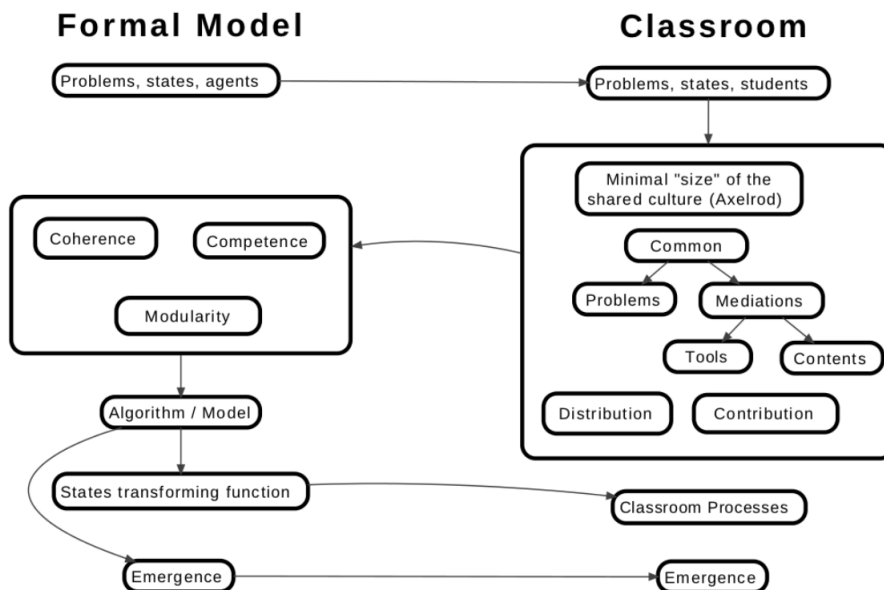 Formal Model
Classroom
Problems, states, agents
Problems, states, students
Minimal "size" of the
shared culture (Axelrod)
Coherence
Competence
Common
Modularity
Problems
Mediations
Tools
Contents
Algorithm / Model
Distribution
Contribution
States transforming function
Classroom Processes
Emergence
Emergence